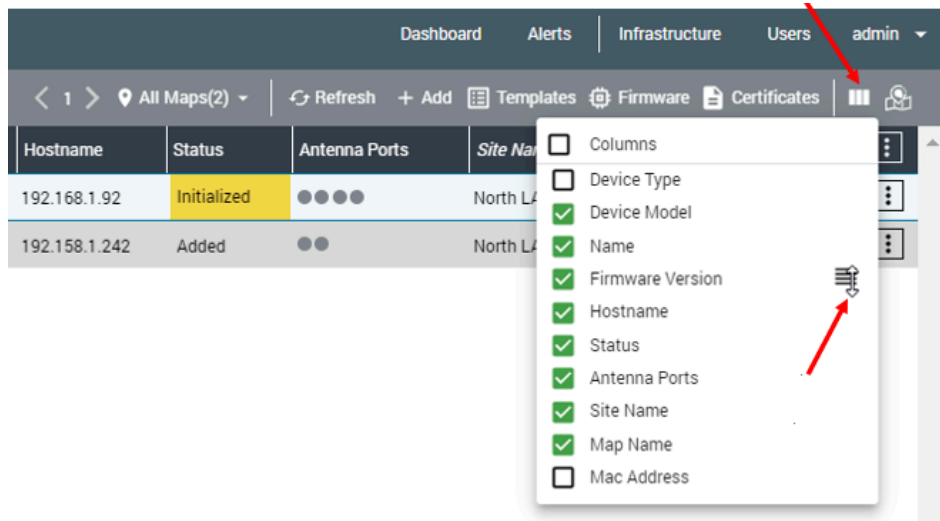 Dashboard Alerts Infrastructure Users admin
1 All Maps(2) Refresh + Add Templates Firmware Certificates
Hostname Status Antenna Ports Site Nar
192.168.1.92 Initialized North LA
192.158.1.242 Added North LA
Columns
Device Type
Device Model
Name
Firmware Version
Hostname
Status
Antenna Ports
Site Name
Map Name
Mac Address